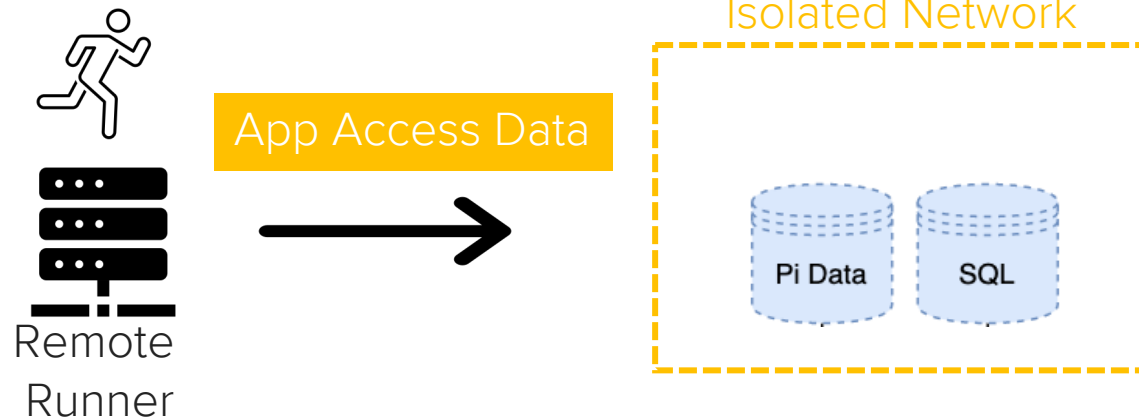 Isolated Network
App Access Data
Pi Data
SQL
Remote
Runner